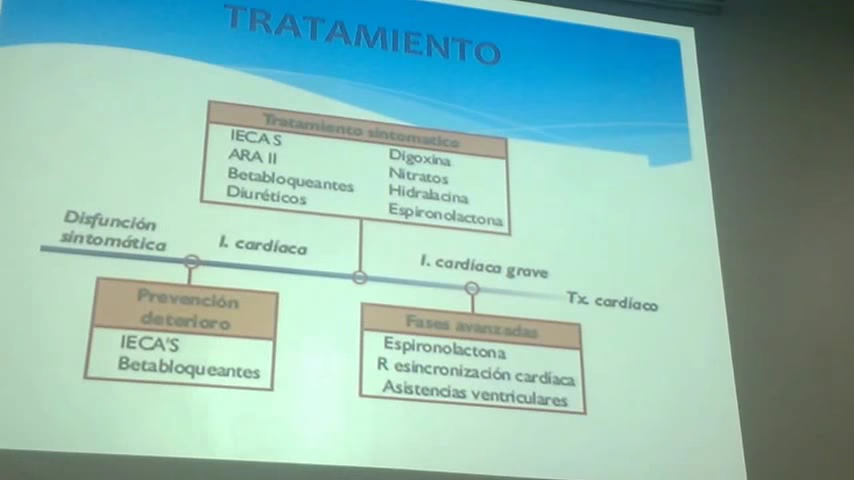 TRATAMIENTO
Tratamiento sintomatico
IECA S
ARA II
Betabloqueantes
Diuréticos
Digoxina
Nitratos
Hidralacina
Espironolactona
Disfunción
sintomática
I. cardíaca
I. cardíaca grave
Tx. cardíaco
Prevención
deterioro
IECA'S
Betabloqueantes
Fases avanzadas
Espironolactona
R esincronización cardíaca
Asistencias ventriculares